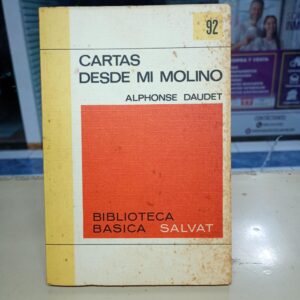 92
CARTAS
DESDE MI MOLINO
ALPHONSE DAUDET
BIBLIOTECA
BASICA SALVAT